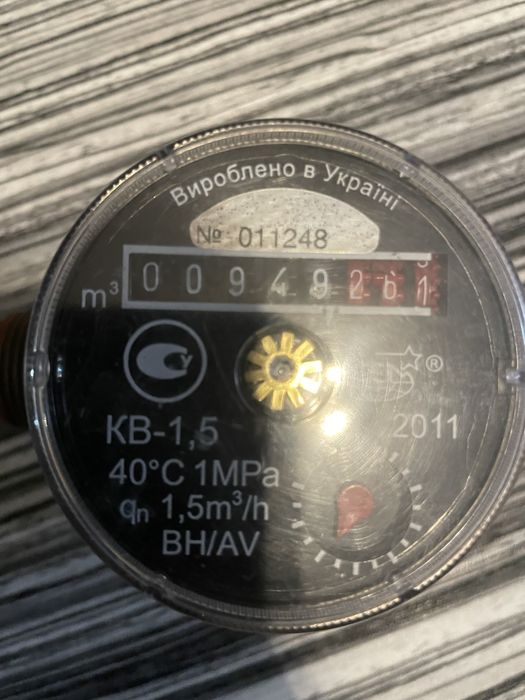 Вироблено в Україні
№ 011248
m³ 00949261
® 
КВ-1,5 2011
40°C 1MPa
qn 1,5m³/h
BH/AV